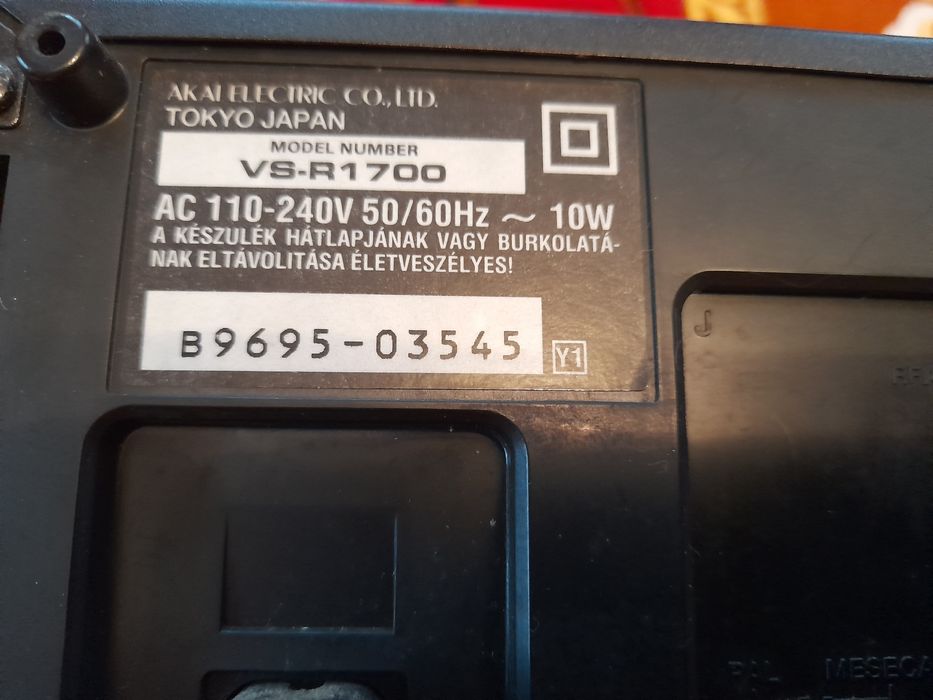 AKAI ELECTRIC CO., LTD.
TOKYO JAPAN
MODEL NUMBER
VS-R1700
AC 110-240V 50/60Hz ~ 10W
A KÉSZULÉK HÁTLAPJÁNAK VAGY BURKOLATÁ-
NAK ELTÁVOLITÁSA ÉLETVESZÉLYES!
B9695-03545
Y1
J
PAL MESECA